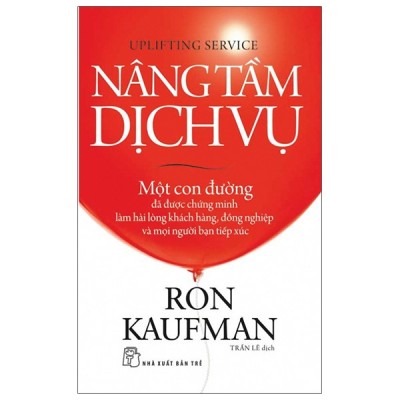 UPLIFTING SERVICE
NÂNG TẦM
DỊCH VỤ
Một con đường
đã được chứng minh
làm hài lòng khách hàng, đồng nghiệp
và mọi người bạn tiếp xúc
RON
KAUFMAN
TRẦN LÊ dịch
NHÀ XUẤT BẢN TRẺ